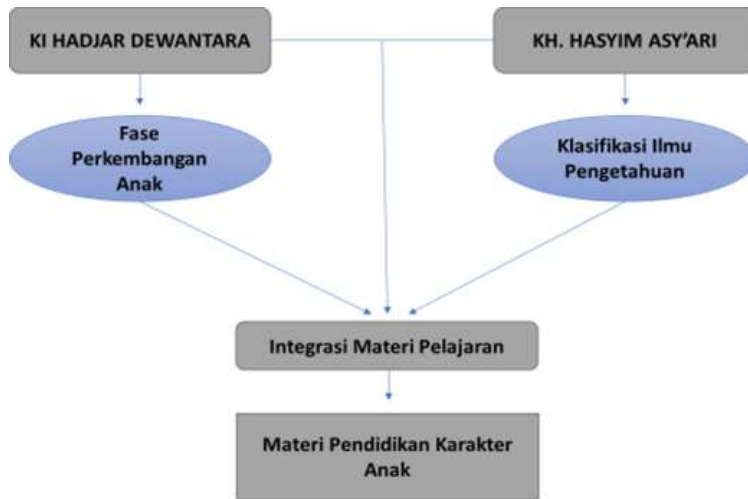 KI HADJAR DEWANTARA
KH. HASYIM ASY'ARI
Fase
Perkembangan
Anak
Klasifikasi Ilmu
Pengetahuan
Integrasi Materi Pelajaran
Materi Pendidikan Karakter
Anak